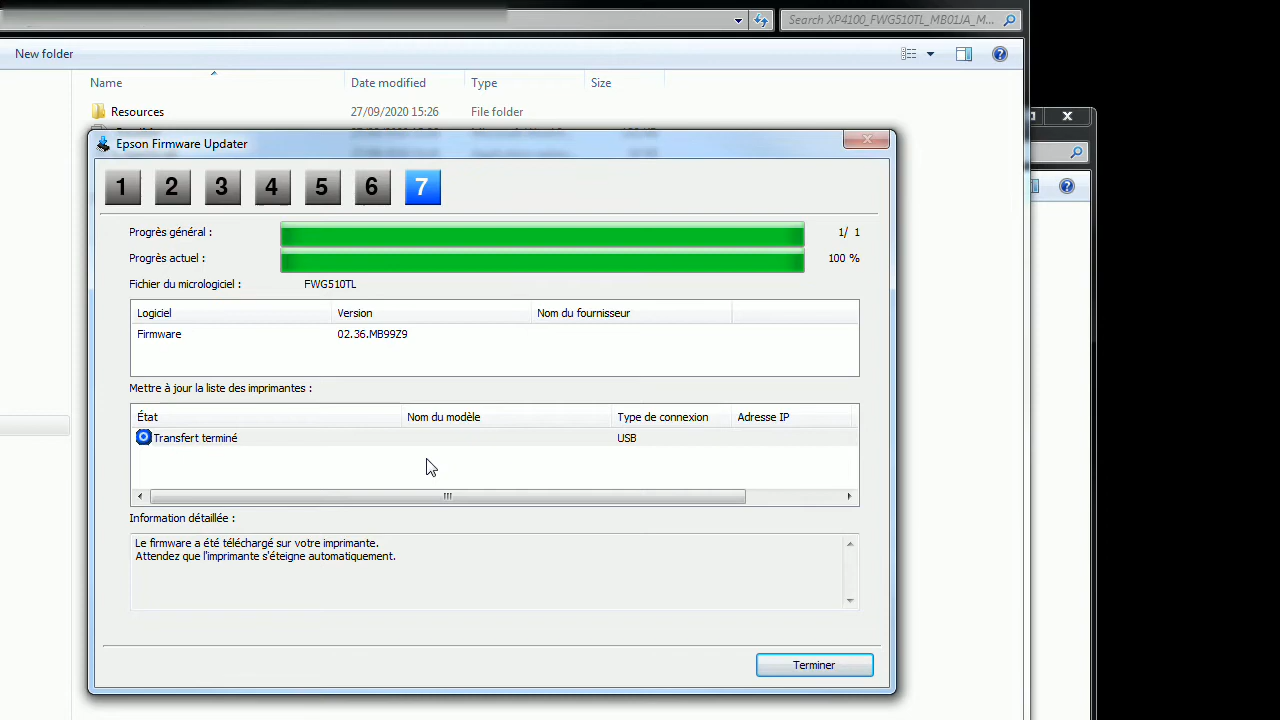 Search XP4100_FWG510TL_MB01JA_M...
New folder
Name Date modified Type Size
Resources 27/09/2020 15:26 File folder
Epson Firmware Updater
1 2 3 4 5 6 7
Progrès général : 1/ 1
Progrès actuel : 100 %
Fichier du micrologiciel : FWG510TL
Logiciel Version Nom du fournisseur
Firmware 02.36.MB99Z9
Mettre à jour la liste des imprimantes :
État Nom du modèle Type de connexion Adresse IP
Transfert terminé USB
Information détaillée :
Le firmware a été téléchargé sur votre imprimante.
Attendez que l'imprimante s'éteigne automatiquement.
Terminer